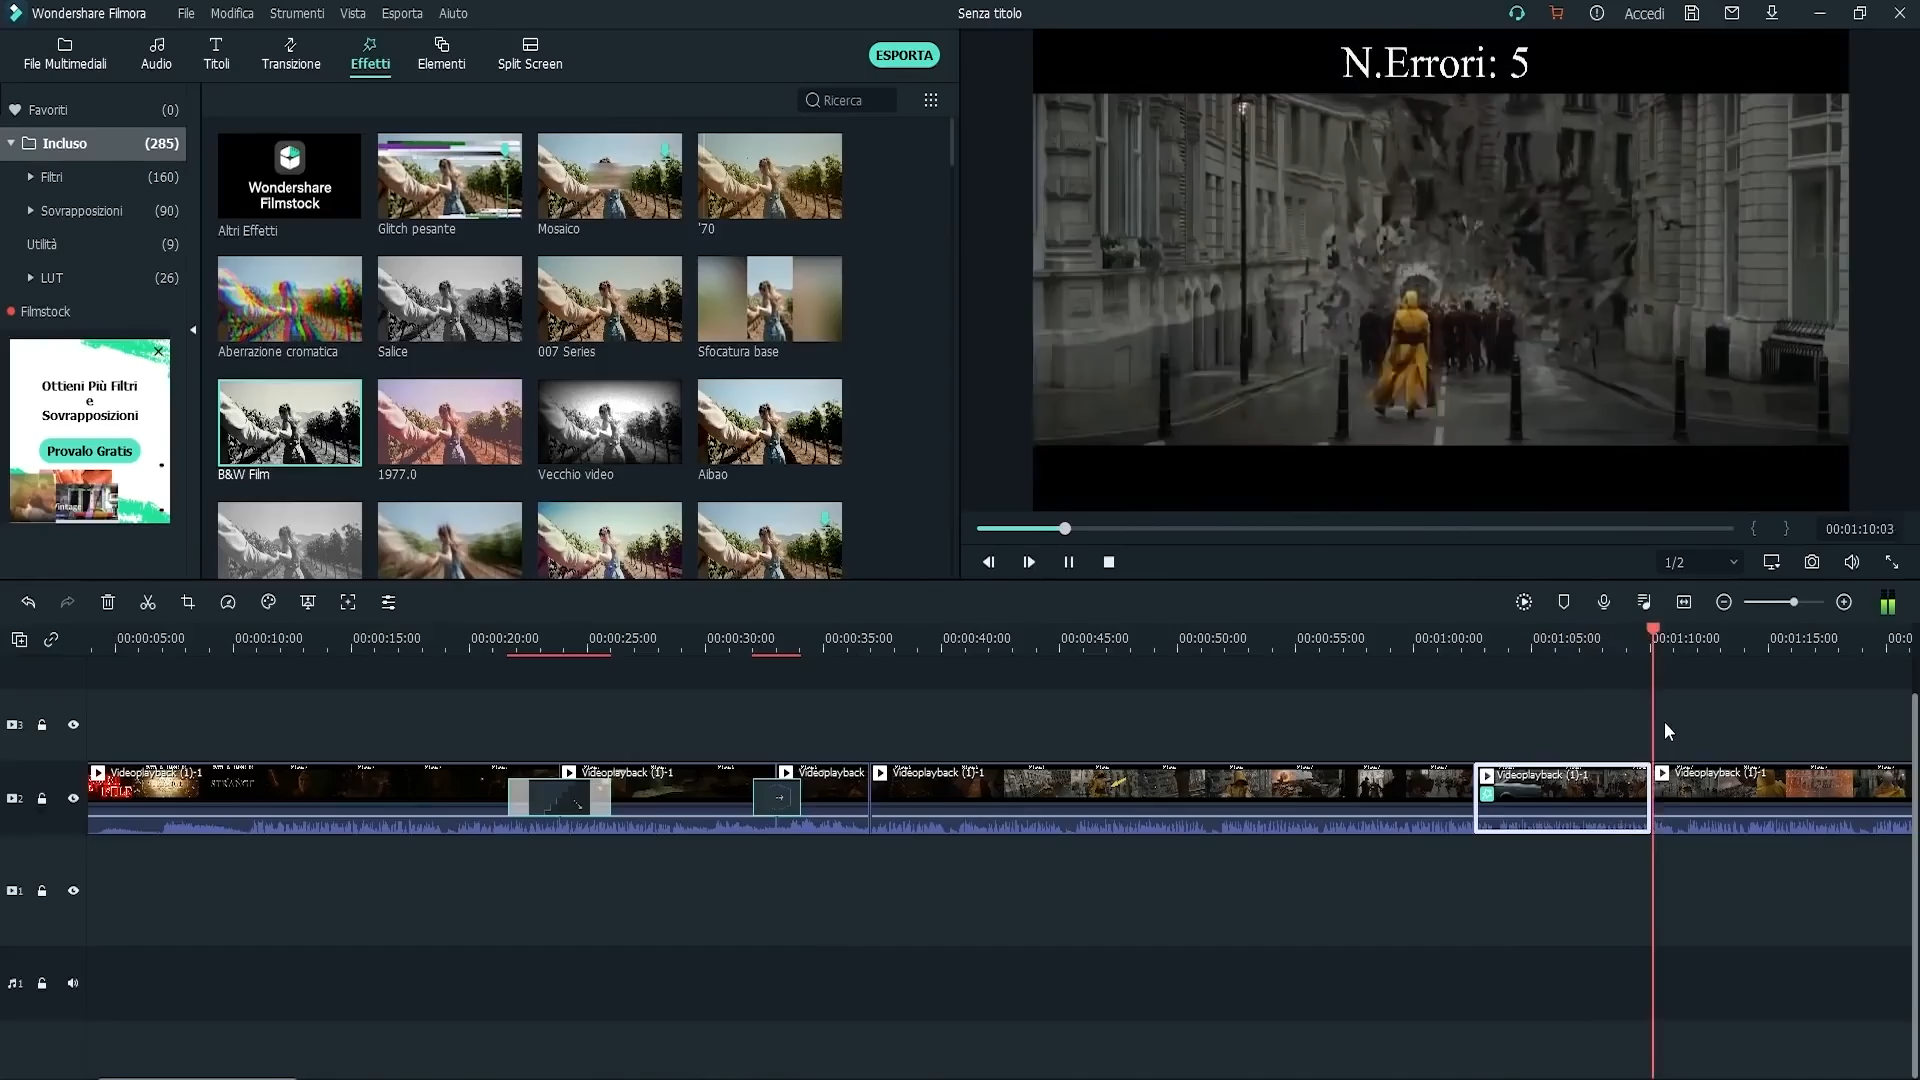 Wondershare Filmora
File
Modifica
Strumenti
Vista
Esporta
Aiuto
Senza titolo
Accedi
File Multimediali
Audio
Titoli
Transizione
Effetti
Elementi
Split Screen
ESPORTA
N.Errori: 5
Favoriti (0)
Incluso (285)
Filtri (160)
Sovrapposizioni (90)
Utilità (9)
LUT (26)
Filmstock
Ottieni Più Filtri
e
Sovrapposizioni
Provalo Gratis
Ricerca
Wondershare
Filmstock
Altri Effetti
Glitch pesante
Mosaico
'70
Aberrazione cromatica
Salice
007 Series
Sfocatura base
B&W Film
1977.0
Vecchio video
Aibao
{ }
00:01:10:03
1/2
00:00:05:00
00:00:10:00
00:00:15:00
00:00:20:00
00:00:25:00
00:00:30:00
00:00:35:00
00:00:40:00
00:00:45:00
00:00:50:00
00:00:55:00
00:01:00:00
00:01:05:00
00:01:10:00
00:01:15:00
3
2
Videoplayback (1)-1
Videoplayback (1)-1
Videoplayback
Videoplayback (1)-1
Videoplayback (1)-1
Videoplayback (1)-1
STRANGE
1
1